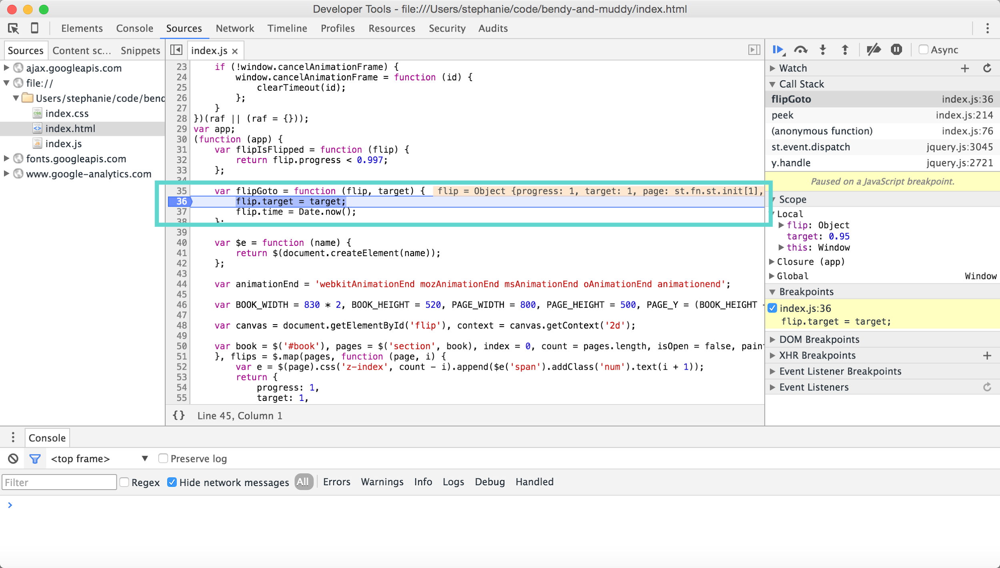 Developer Tools - file:///Users/stephanie/code/bendy-and-muddy/index.html
Elements Console Sources Network Timeline Profiles Resources Security Audits
Sources Content sc... Snippets
index.js ×
Async
ajax.googleapis.com
file://
Users/stephanie/code/bend
index.css
index.html
index.js
fonts.googleapis.com
www.google-analytics.com
23 if (!window.cancelAnimationFrame) {
24 window.cancelAnimationFrame = function (id) {
25 clearTimeout(id);
26 };
27 }
28 })(raf || (raf = {}));
29 var app;
30 (function (app) {
31 var flipIsFlipped = function (flip) {
32 return flip.progress < 0.997;
33 };
34
35 var flipGoto = function (flip, target) { flip = Object {progress: 1, target: 1, page: st.fn.st.init[1],
36 flip.target = target;
37 flip.time = Date.now();
38 };
39
40 var $e = function (name) {
41 return $(document.createElement(name));
42 };
43
44 var animationEnd = 'webkitAnimationEnd mozAnimationEnd msAnimationEnd oAnimationEnd animationend';
45
46 var BOOK_WIDTH = 830 * 2, BOOK_HEIGHT = 520, PAGE_WIDTH = 800, PAGE_HEIGHT = 500, PAGE_Y = (BOOK_HEIGHT -
47
48 var canvas = document.getElementById('flip'), context = canvas.getContext('2d');
49
50 var book = $('#book'), pages = $('section', book), index = 0, count = pages.length, isOpen = false, pain
51 }, flips = $.map(pages, function (page, i) {
52 var e = $(page).css('z-index', count - i).append($e('span').addClass('num').text(i + 1));
53 return {
54 progress: 1,
55 target: 1,
{} Line 45, Column 1
Watch
Call Stack
flipGoto index.js:36
peek index.js:214
(anonymous function) index.js:76
st.event.dispatch jquery.js:3045
y.handle jquery.js:2721
Paused on a JavaScript breakpoint.
Scope
Local
flip: Object
target: 0.95
this: Window
Closure (app)
Global Window
Breakpoints
index.js:36
flip.target = target;
DOM Breakpoints
XHR Breakpoints
Event Listener Breakpoints
Event Listeners
Console
<top frame> Preserve log
Filter Regex Hide network messages All Errors Warnings Info Logs Debug Handled